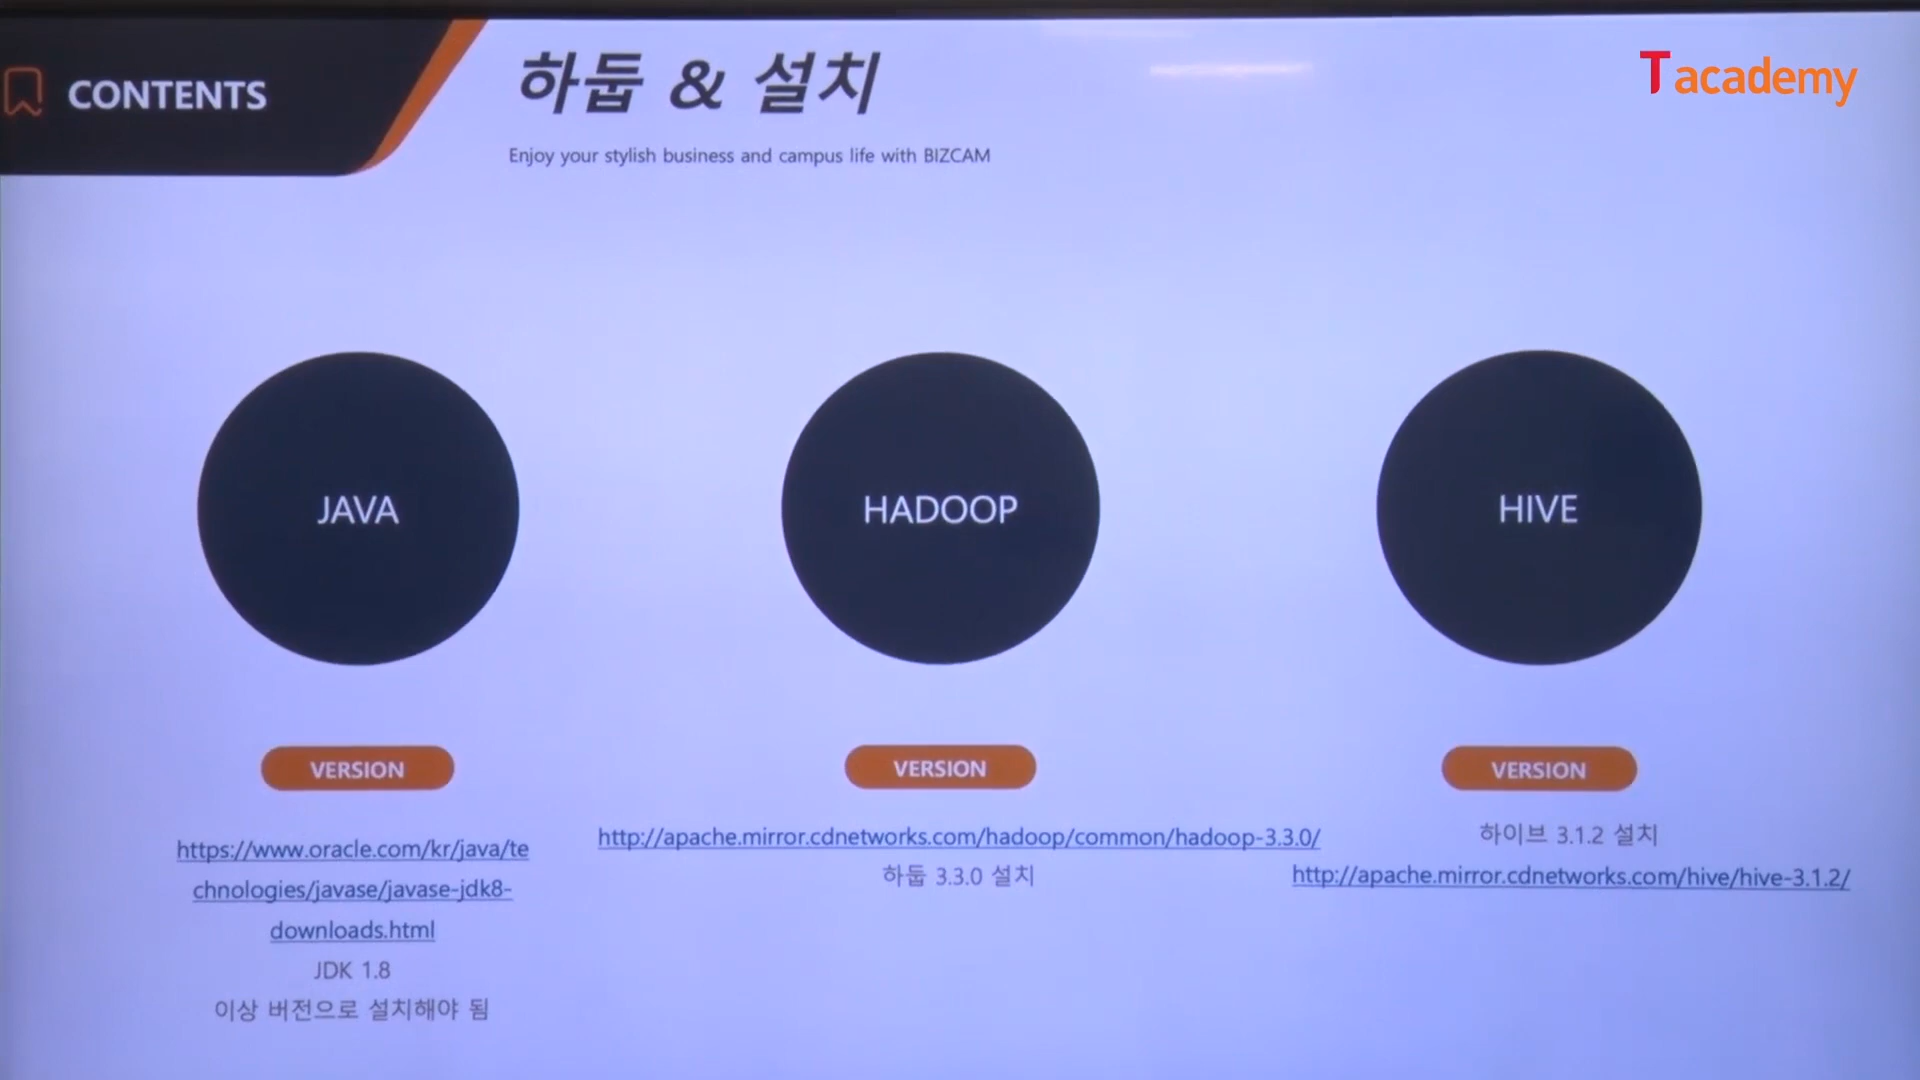 CONTENTS
하둡 & 설치
Enjoy your stylish business and campus life with BIZCAM
Tacademy
JAVA
VERSION
https://www.oracle.com/kr/java/te
chnologies/javase/javase-jdk8-
downloads.html
JDK 1.8
이상 버전으로 설치해야 됨
HADOOP
VERSION
http://apache.mirror.cdnetworks.com/hadoop/common/hadoop-3.3.0/
하둡 3.3.0 설치
HIVE
VERSION
하이브 3.1.2 설치
http://apache.mirror.cdnetworks.com/hive/hive-3.1.2/